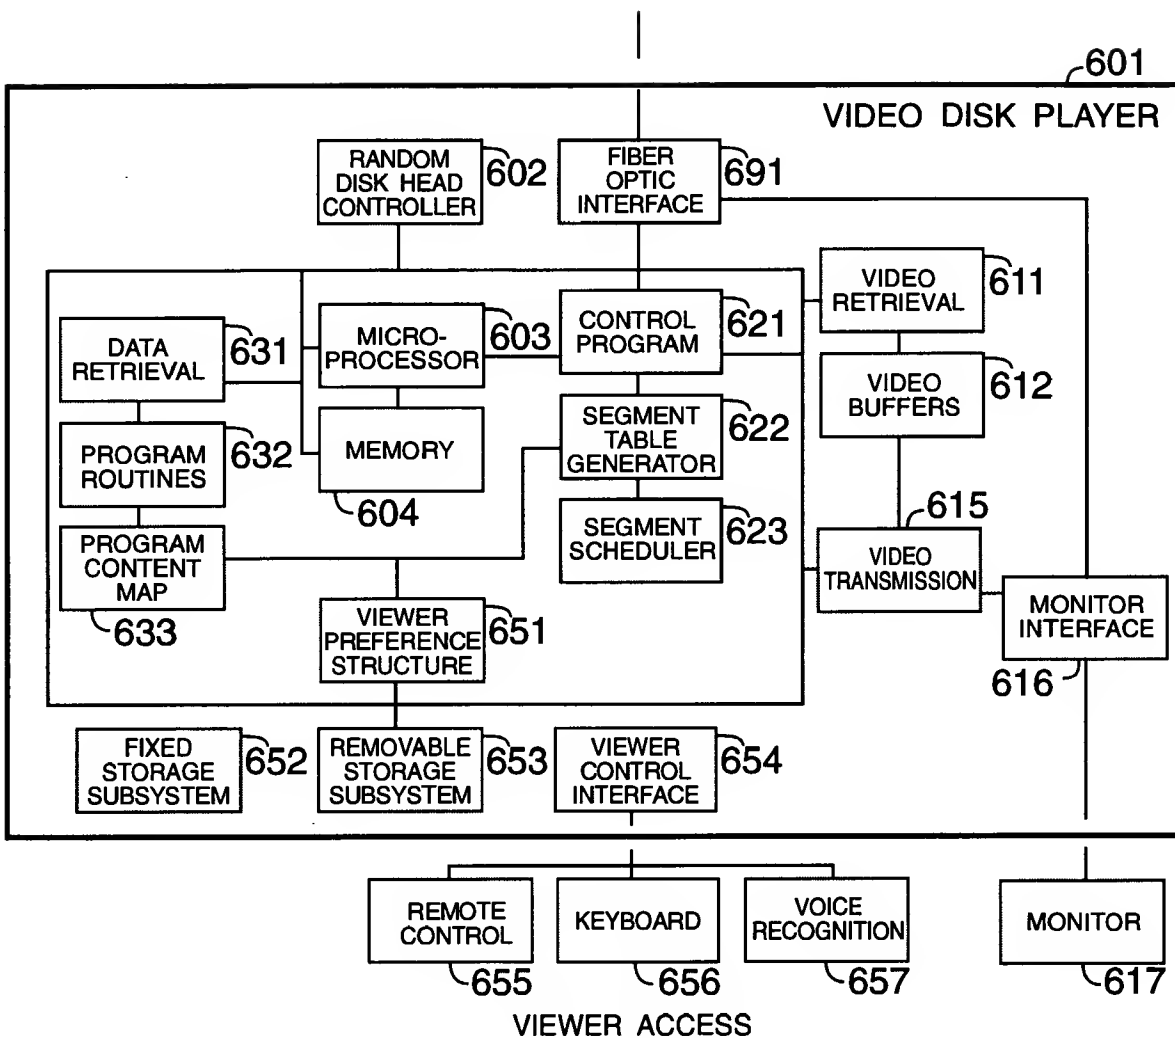 601
VIDEO DISK PLAYER
RANDOM
DISK HEAD
CONTROLLER
602
FIBER
OPTIC
INTERFACE
691
VIDEO
RETRIEVAL
611
DATA
RETRIEVAL
631
MICRO-
PROCESSOR
603
CONTROL
PROGRAM
621
VIDEO
BUFFERS
612
PROGRAM
ROUTINES
632
MEMORY
604
SEGMENT
TABLE
GENERATOR
622
PROGRAM
CONTENT
MAP
633
SEGMENT
SCHEDULER
623
615
VIDEO
TRANSMISSION
MONITOR
INTERFACE
616
VIEWER
PREFERENCE
STRUCTURE
651
FIXED
STORAGE
SUBSYSTEM
652
REMOVABLE
STORAGE
SUBSYSTEM
653
VIEWER
CONTROL
INTERFACE
654
REMOTE
CONTROL
655
KEYBOARD
656
VOICE
RECOGNITION
657
MONITOR
617
VIEWER ACCESS